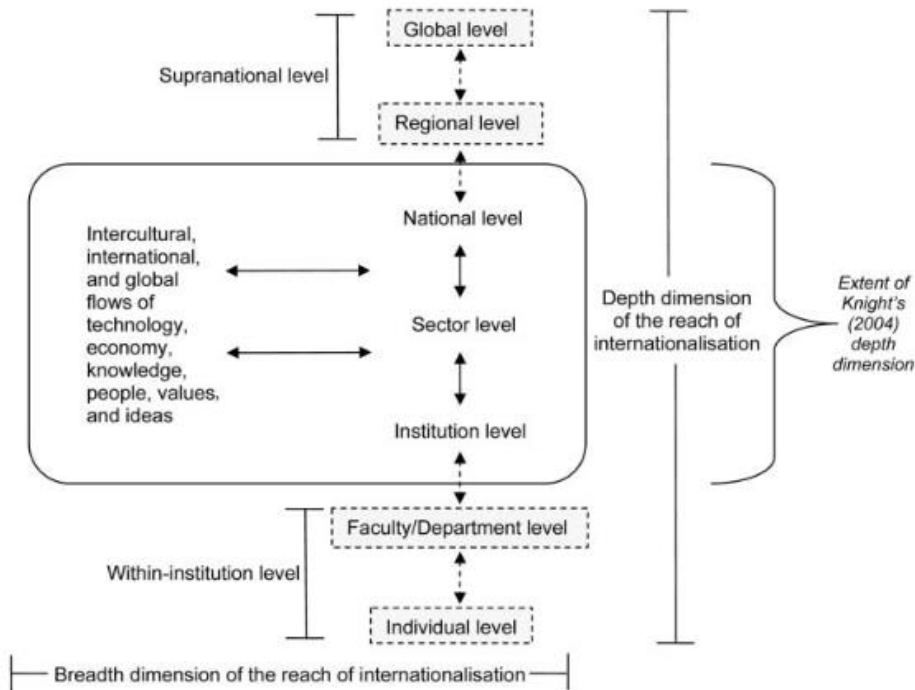 Global level
Supranational level
Regional level
National level
Intercultural,
international,
and global
flows of
technology,
economy,
knowledge,
people, values,
and ideas
Sector level
Institution level
Depth dimension
of the reach of
internationalisation
Extent of
Knight's
(2004)
depth
dimension
Faculty/Department level
Within-institution level
Individual level
Breadth dimension of the reach of internationalisation